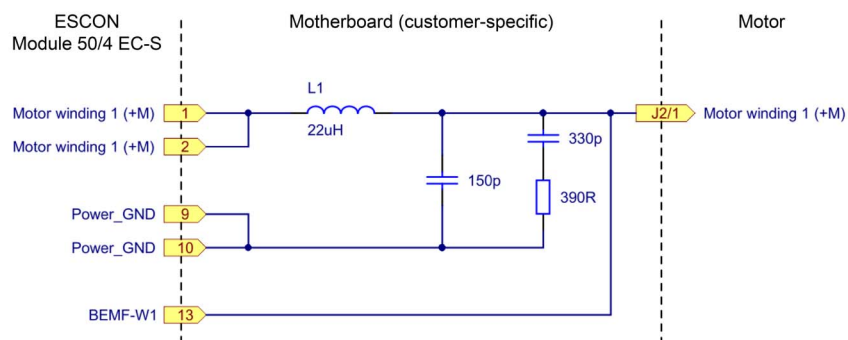 ESCON
Module 50/4 EC-S
Motherboard (customer-specific)
Motor
L1
Motor winding 1 (+M)
1
J2/1
Motor winding 1 (+M)
22uH
330p
Motor winding 1 (+M)
2
150p
390R
Power_GND
9
Power_GND
10
BEMF-W1
13